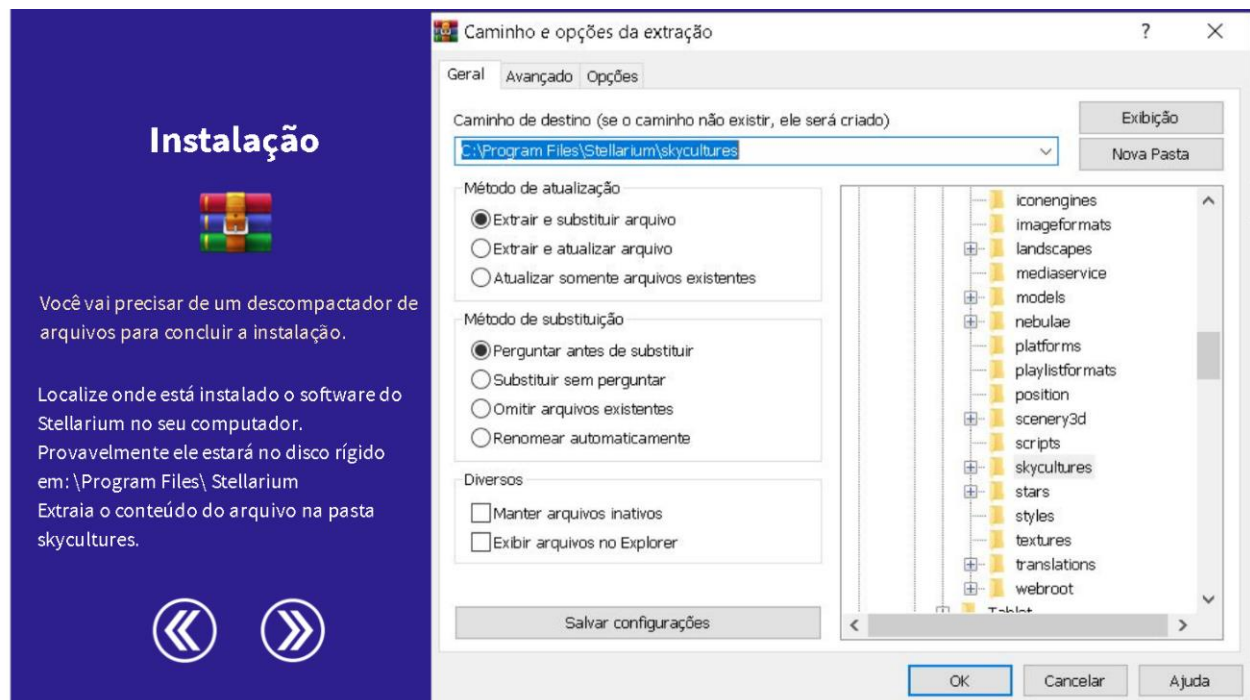 Instalação
Você vai precisar de um descompactador de
arquivos para concluir a instalação.
Localize onde está instalado o software do
Stellarium no seu computador.
Provavelmente ele estará no disco rígido
em: \Program Files\ Stellarium
Extraia o conteúdo do arquivo na pasta
skycultures.
Caminho e opções da extração
?
Geral
Avançado
Opções
Caminho de destino (se o caminho não existir, ele será criado)
C:\Program Files\Stellarium\skycultures
Exibição
Nova Pasta
Método de atualização
Extrair e substituir arquivo
Extrair e atualizar arquivo
Atualizar somente arquivos existentes
Método de substituição
Perguntar antes de substituir
Substituir sem perguntar
Omitir arquivos existentes
Renomear automaticamente
Diversos
Manter arquivos inativos
Exibir arquivos no Explorer
Salvar configurações
iconengines
imageformats
landscapes
mediaservice
models
nebulae
platforms
playlistformats
position
scenery3d
scripts
skycultures
stars
styles
textures
translations
webroot
Tablet
OK
Cancelar
Ajuda